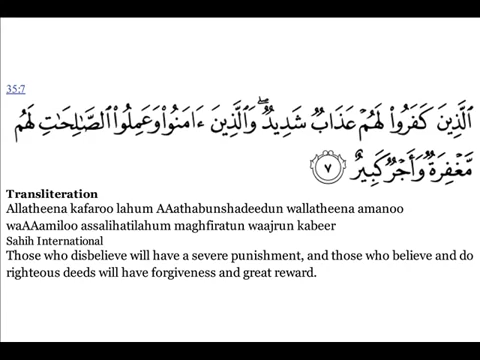 35:7
ٱلَّذِينَ كَفَرُوا۟ لَهُمْ عَذَابٌ شَدِيدٌ ۖ وَٱلَّذِينَ ءَامَنُوا۟ وَعَمِلُوا۟ ٱلصَّـٰلِحَـٰتِ لَهُم
مَّغْفِرَةٌ وَأَجْرٌ كَبِيرٌ ٧
Transliteration
Allatheena kafaroo lahum AAathabunshadeedun wallatheena amanoo
waAAamiloo assalihatilahum maghfiratun waajrun kabeer
Sahih International
Those who disbelieve will have a severe punishment, and those who believe and do
righteous deeds will have forgiveness and great reward.